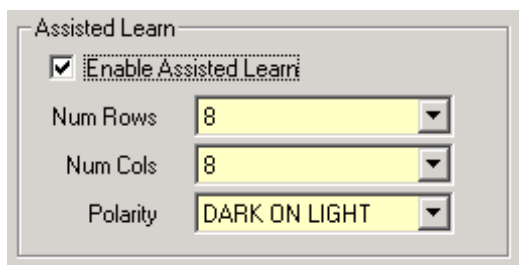 Assisted Learn
Enable Assisted Learn
Num Rows 8
Num Cols 8
Polarity DARK ON LIGHT